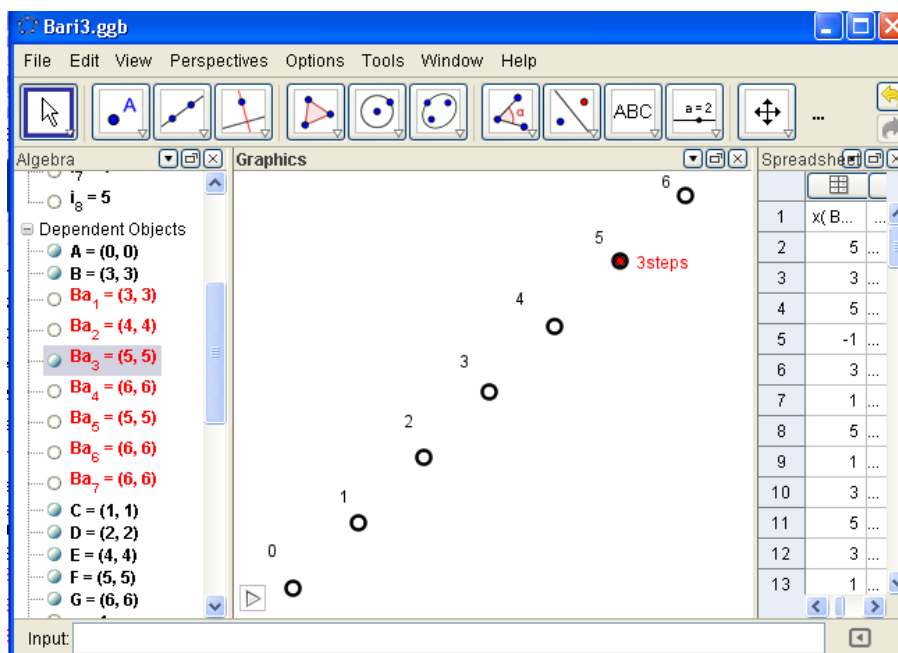 Bari3.ggb
File Edit View Perspectives Options Tools Window Help
A
α
ABC
a = 2
...
Algebra
Graphics
Spreadsheet
7
i8 = 5
Dependent Objects
A = (0, 0)
B = (3, 3)
Ba1 = (3, 3)
Ba2 = (4, 4)
Ba3 = (5, 5)
Ba4 = (6, 6)
Ba5 = (5, 5)
Ba6 = (6, 6)
Ba7 = (6, 6)
C = (1, 1)
D = (2, 2)
E = (4, 4)
F = (5, 5)
G = (6, 6)
6
5
3steps
4
3
2
1
0
1 x( B... ...
2 5 ...
3 3 ...
4 5 ...
5 -1 ...
6 3 ...
7 1 ...
8 5 ...
9 1 ...
10 3 ...
11 5 ...
12 3 ...
13 1 ...
Input: